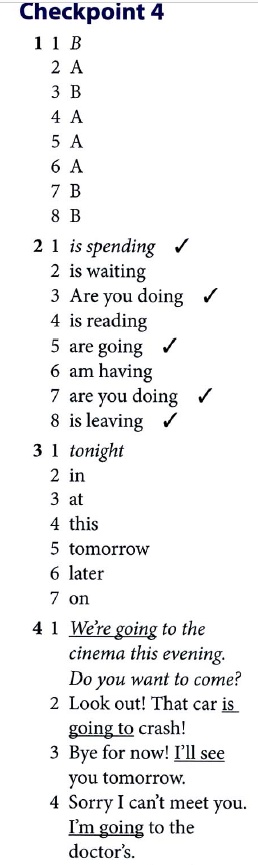 Checkpoint 4
1 1 B
2 A
3 B
4 A
5 A
6 A
7 B
8 B
2 1 is spending ✓
2 is waiting
3 Are you doing ✓
4 is reading
5 are going ✓
6 am having
7 are you doing ✓
8 is leaving ✓
3 1 tonight
2 in
3 at
4 this
5 tomorrow
6 later
7 on
4 1 We're going to the
cinema this evening.
Do you want to come?
2 Look out! That car is
going to crash!
3 Bye for now! I'll see
you tomorrow.
4 Sorry I can't meet you.
I'm going to the
doctor's.